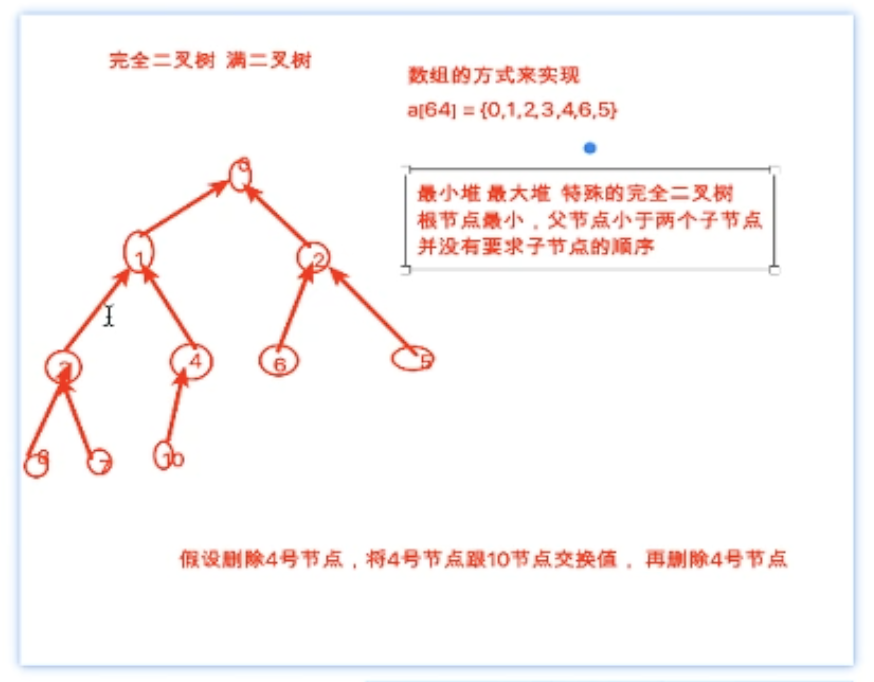 完全二叉树 满二叉树
数组的方式来实现
a[64] = {0,1,2,3,4,6,5}
最小堆 最大堆 特殊的完全二叉树
根节点最小，父节点小于两个子节点
并没有要求子节点的顺序
1
2
4
6
5
7
10
假设删除4号节点，将4号节点跟10节点交换值，再删除4号节点